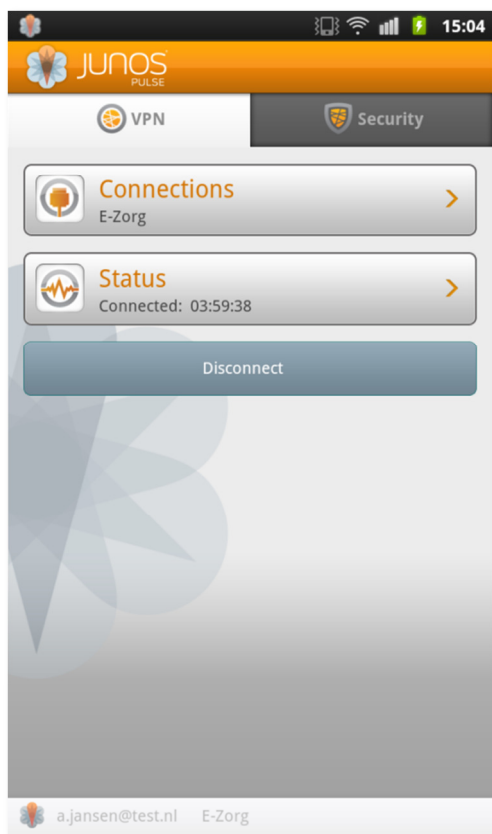 15:04
JUNOS
PULSE
VPN
Security
Connections
E-Zorg
Status
Connected: 03:59:38
Disconnect
a.jansen@test.nl E-Zorg